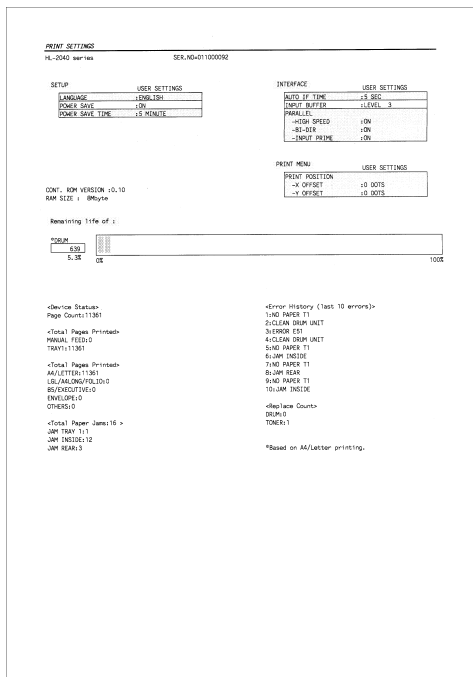 PRINT SETTINGS
HL-2040 series SER.NO=011000092
SETUP USER SETTINGS
LANGUAGE :ENGLISH
POWER SAVE :ON
POWER SAVE TIME :5 MINUTE
INTERFACE USER SETTINGS
AUTO IF TIME :5 SEC
INPUT BUFFER :LEVEL 3
PARALLEL
-HIGH SPEED :ON
-BI-DIR :ON
-INPUT PRIME :ON
PRINT MENU USER SETTINGS
PRINT POSITION
-X OFFSET :0 DOTS
-Y OFFSET :0 DOTS
CONT. ROM VERSION :0.10
RAM SIZE : 8Mbyte
Remaining life of :
*DRUM
639
5.3% 0% 100%
<Device Status>
Page Count:11361
<Total Pages Printed>
MANUAL FEED:0
TRAY1:11361
<Total Pages Printed>
A4/LETTER:11361
LGL/A4LONG/FOLIO:0
B5/EXECUTIVE:0
ENVELOPE:0
OTHERS:0
<Total Paper Jams:16 >
JAM TRAY 1:1
JAM INSIDE:12
JAM REAR:3
<Error History (last 10 errors)>
1:NO PAPER T1
2:CLEAN DRUM UNIT
3:ERROR E51
4:CLEAN DRUM UNIT
5:NO PAPER T1
6:JAM INSIDE
7:NO PAPER T1
8:JAM REAR
9:NO PAPER T1
10:JAM INSIDE
<Replace Count>
DRUM:0
TONER:1
*Based on A4/Letter printing.